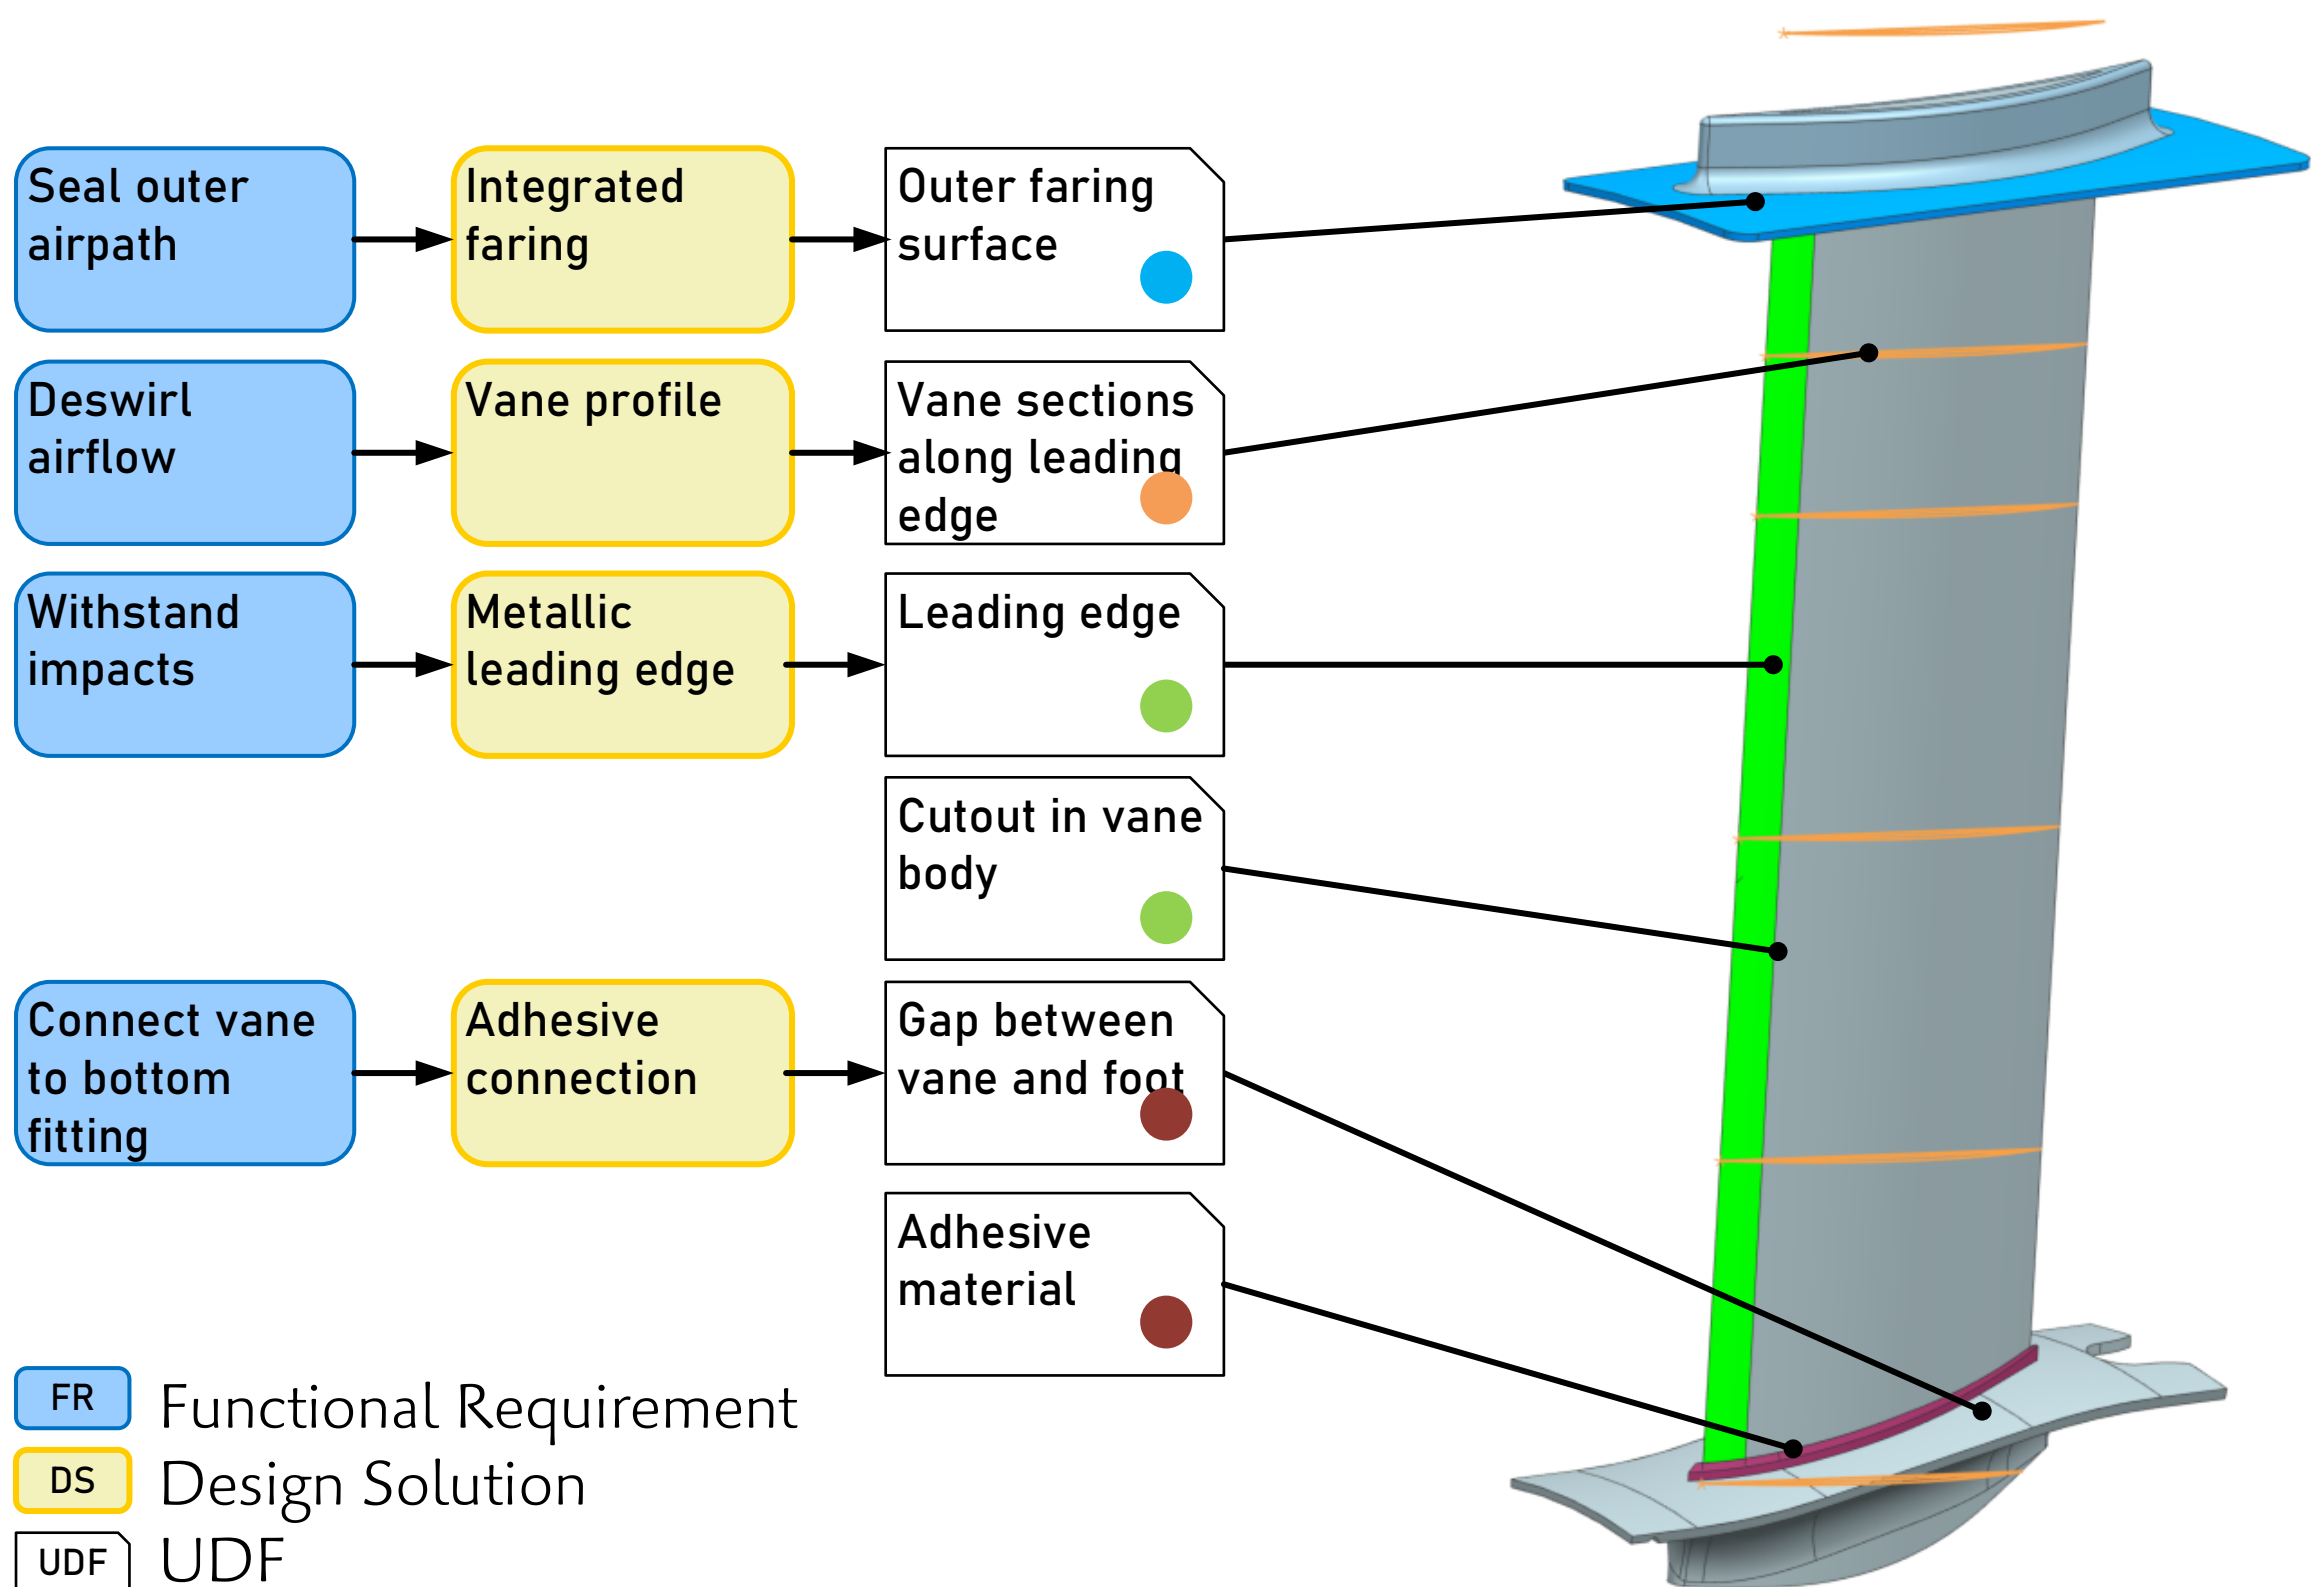 Seal outer
airpath
Integrated
faring
Outer faring
surface
Deswirl
airflow
Vane profile
Vane sections
along leading
edge
Withstand
impacts
Metallic
leading edge
Leading edge
Cutout in vane
body
Connect vane
to bottom
fitting
Adhesive
connection
Gap between
vane and foot
Adhesive
material
FR
Functional Requirement
DS
Design Solution
UDF
UDF